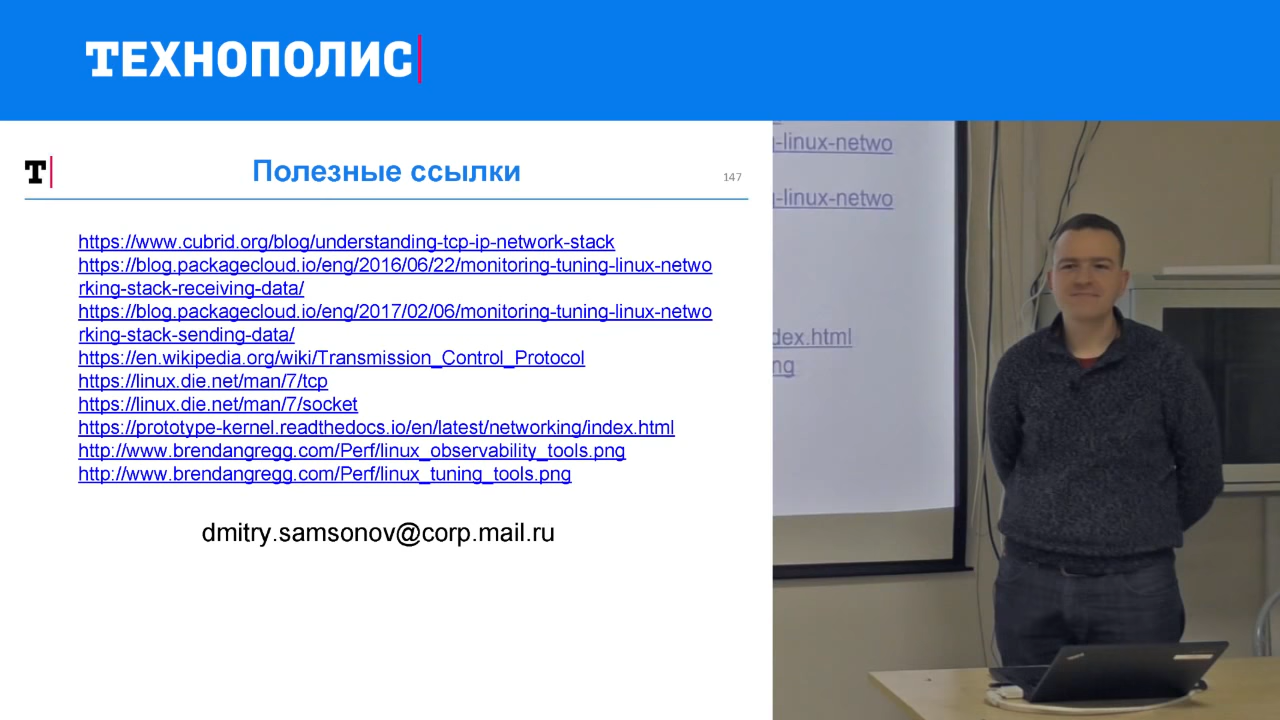 ТЕХНОПОЛИС
Т
Полезные ссылки
147
https://www.cubrid.org/blog/understanding-tcp-ip-network-stack
https://blog.packagecloud.io/eng/2016/06/22/monitoring-tuning-linux-netwo
rking-stack-receiving-data/
https://blog.packagecloud.io/eng/2017/02/06/monitoring-tuning-linux-netwo
rking-stack-sending-data/
https://en.wikipedia.org/wiki/Transmission_Control_Protocol
https://linux.die.net/man/7/tcp
https://linux.die.net/man/7/socket
https://prototype-kernel.readthedocs.io/en/latest/networking/index.html
http://www.brendangregg.com/Perf/linux_observability_tools.png
http://www.brendangregg.com/Perf/linux_tuning_tools.png
dmitry.samsonov@corp.mail.ru
-linux-netwo
-linux-netwo
dex.html
ng